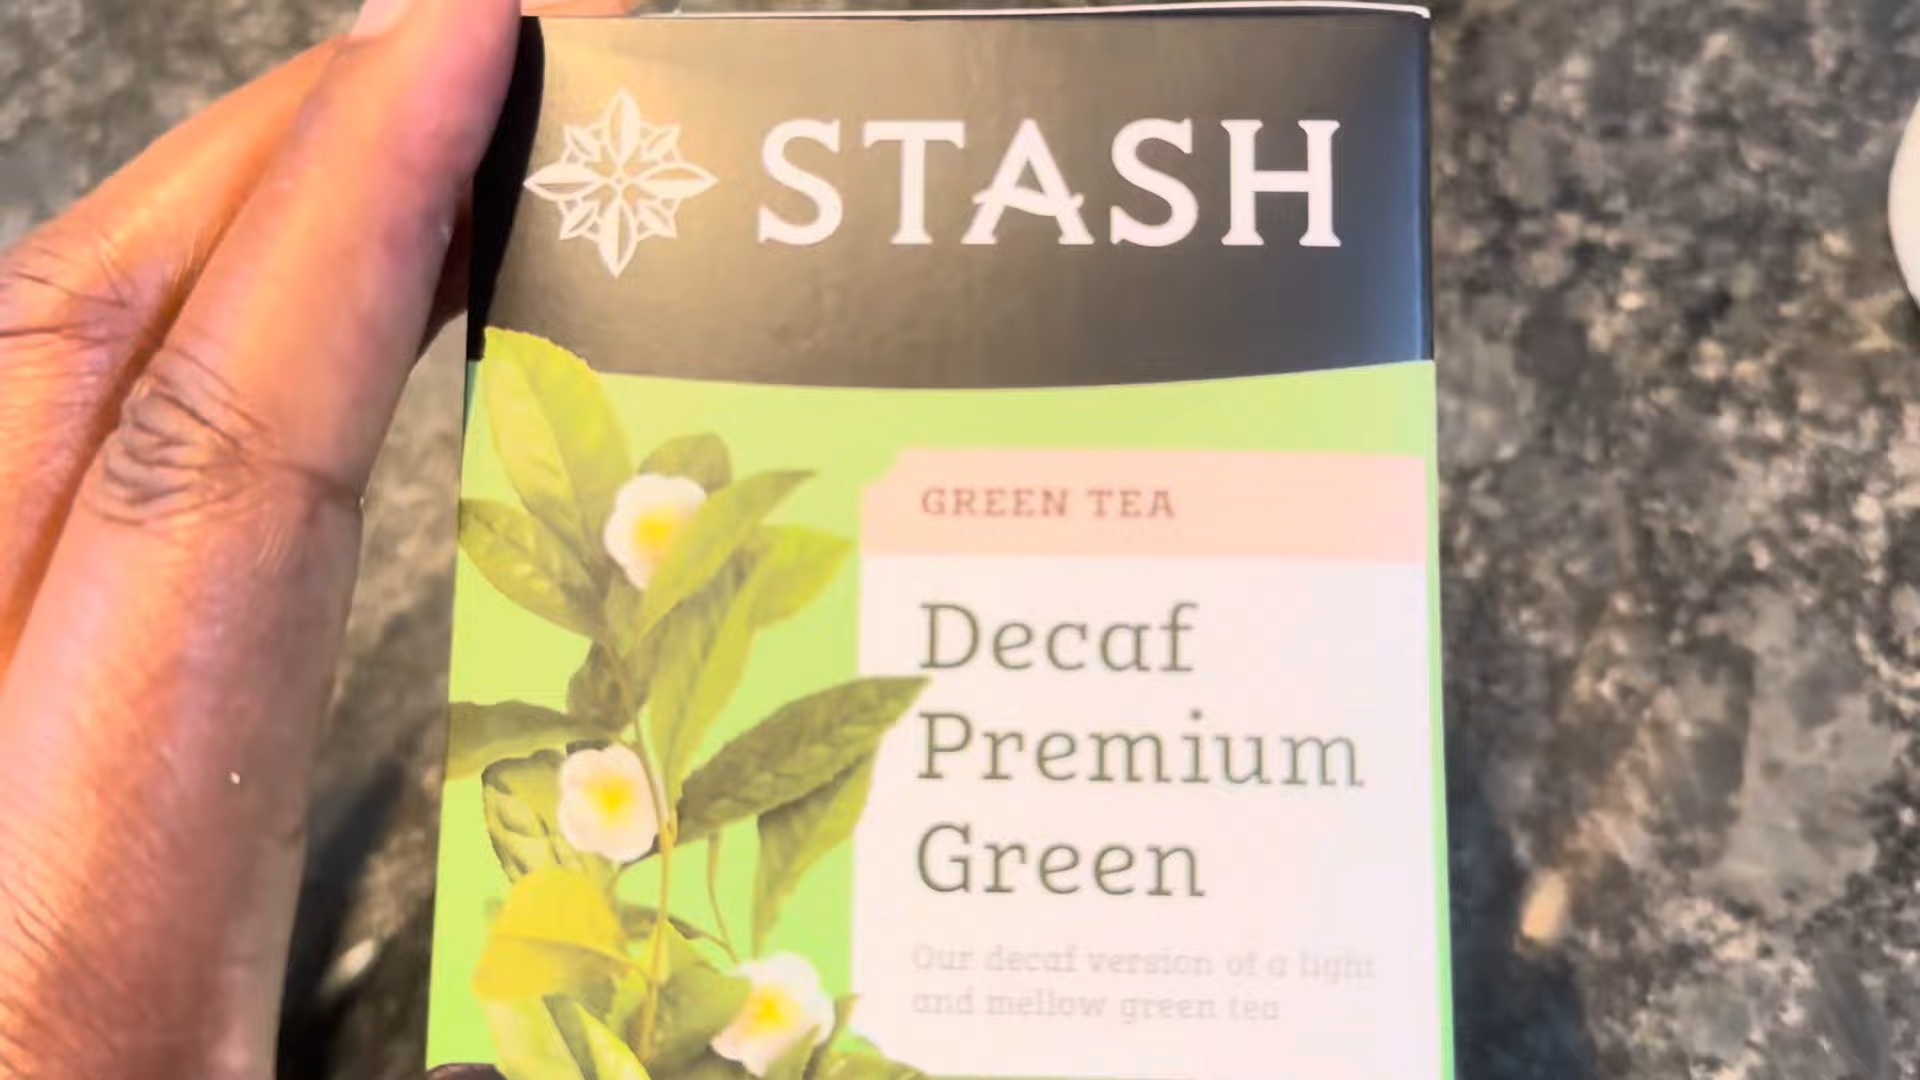 STASH
GREEN TEA
Decaf
Premium
Green
Our decaf version of a light
and mellow green tea